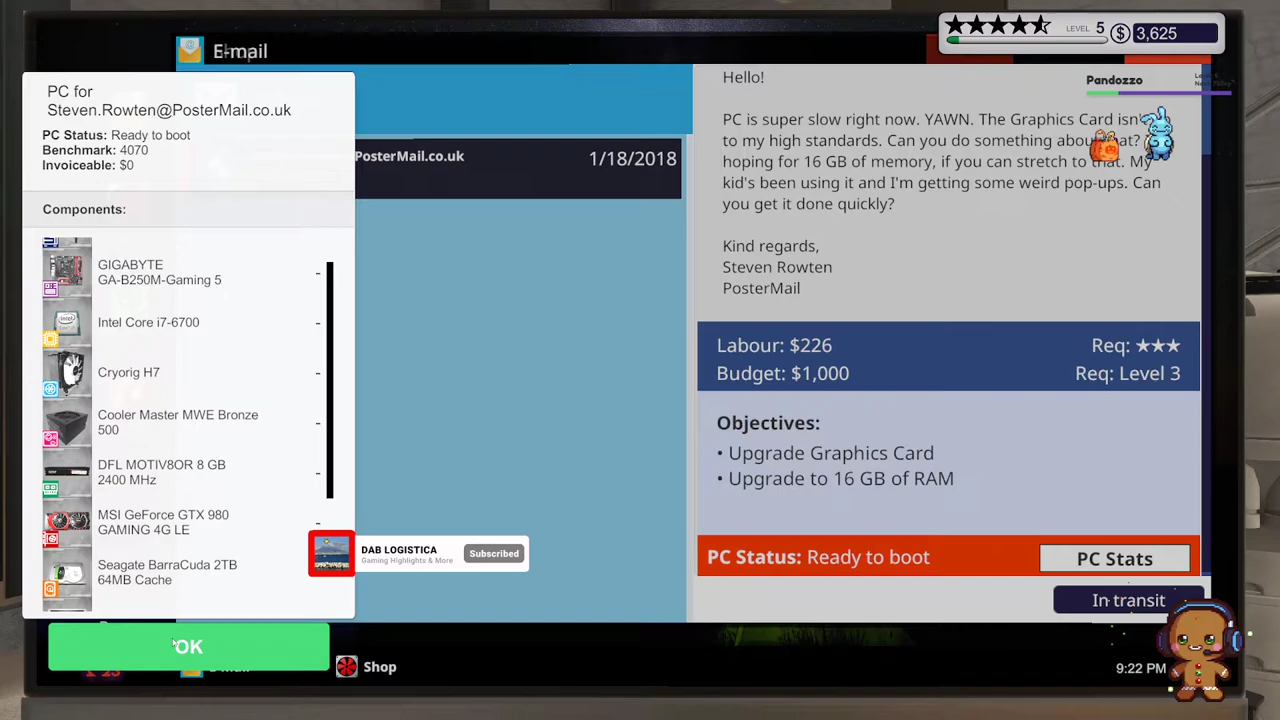 E-mail
LEVEL 5
$ 3,625
PC for
Steven.Rowten@PosterMail.co.uk
PC Status: Ready to boot
Benchmark: 4070
Invoiceable: $0
Components:
GIGABYTE
GA-B250M-Gaming 5
-
Intel Core i7-6700
-
Cryorig H7
-
Cooler Master MWE Bronze
500
-
DFL MOTIV8OR 8 GB
2400 MHz
-
MSI GeForce GTX 980
GAMING 4G LE
-
Seagate BarraCuda 2TB
64MB Cache
OK
PosterMail.co.uk
1/18/2018
Hello!
Pandozzo
PC is super slow right now. YAWN. The Graphics Card isn
to my high standards. Can you do something about that?
hoping for 16 GB of memory, if you can stretch to that. My
kid's been using it and I'm getting some weird pop-ups. Can
you get it done quickly?
Kind regards,
Steven Rowten
PosterMail
Labour: $226
Req: ★★★
Budget: $1,000
Req: Level 3
Objectives:
• Upgrade Graphics Card
• Upgrade to 16 GB of RAM
PC Status: Ready to boot
PC Stats
In transit
DAB LOGISTICA
Gaming Highlights & More
Subscribed
Shop
9:22 PM